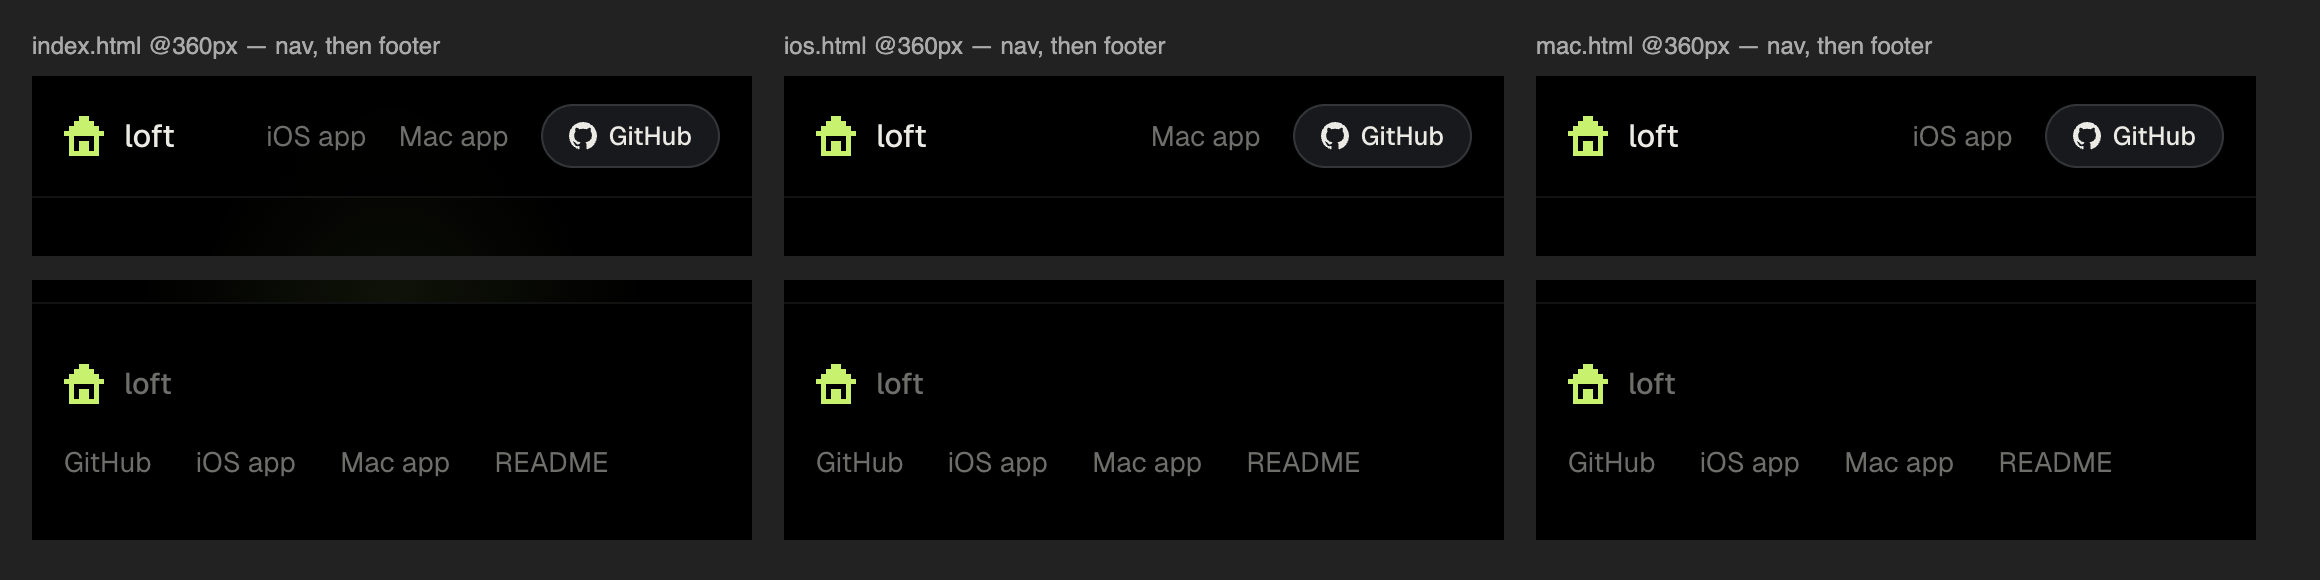 index.html @360px — nav, then footer
loft iOS app Mac app GitHub
loft
GitHub iOS app Mac app README
ios.html @360px — nav, then footer
loft Mac app GitHub
loft
GitHub iOS app Mac app README
mac.html @360px — nav, then footer
loft iOS app GitHub
loft
GitHub iOS app Mac app README